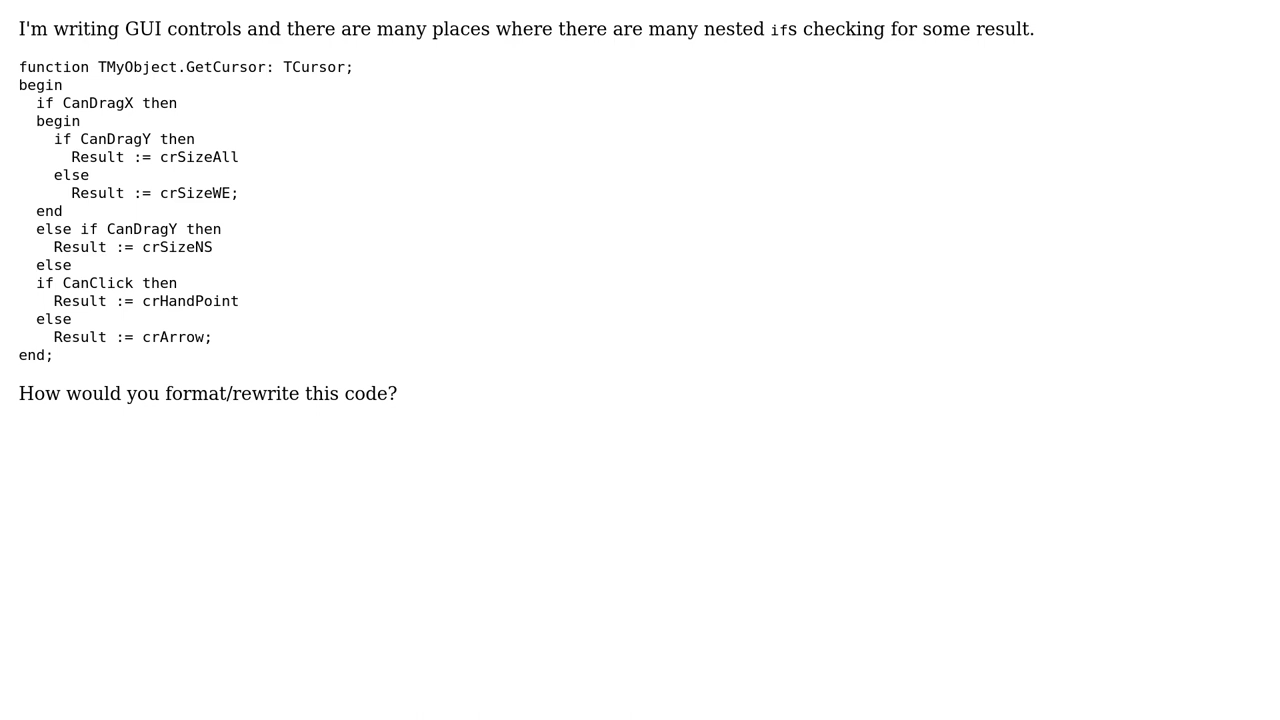 I'm writing GUI controls and there are many places where there are many nested ifs checking for some result.
function TMyObject.GetCursor: TCursor;
begin
  if CanDragX then
  begin
    if CanDragY then
      Result := crSizeAll
    else
      Result := crSizeWE;
  end
  else if CanDragY then
    Result := crSizeNS
  else
  if CanClick then
    Result := crHandPoint
  else
    Result := crArrow;
end;
How would you format/rewrite this code?